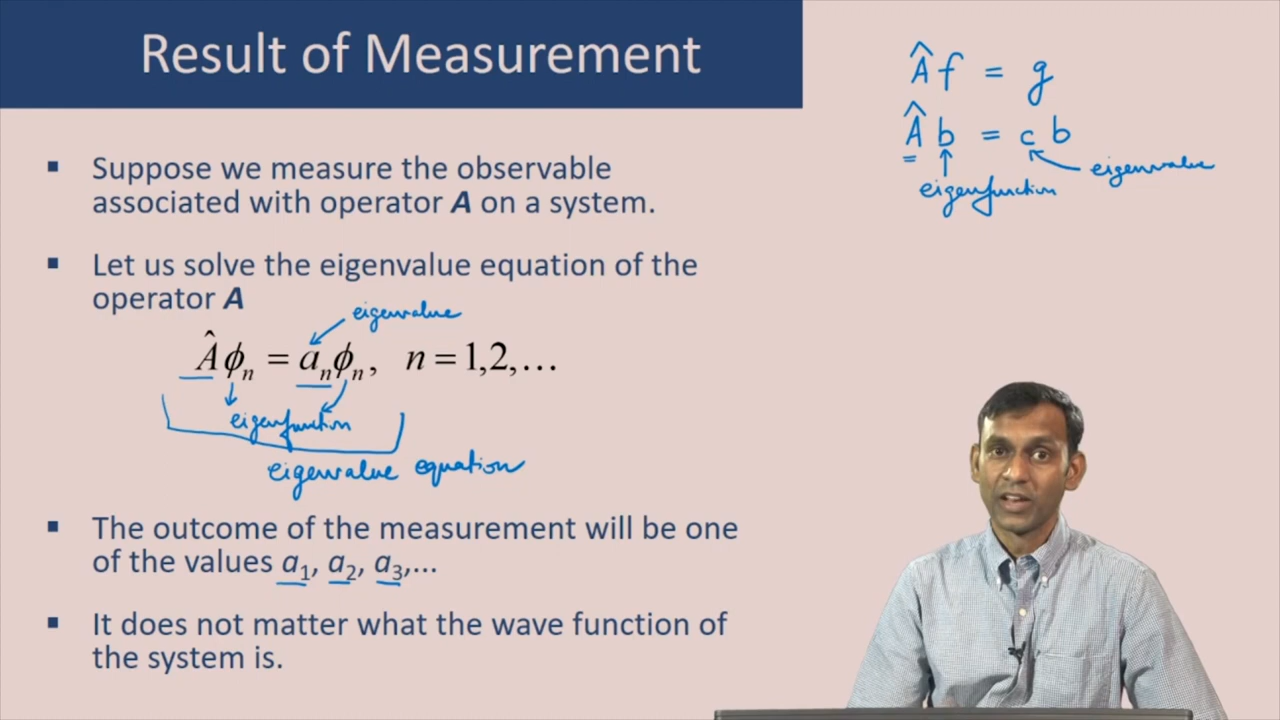 Result of Measurement
▪ Suppose we measure the observable
associated with operator A on a system.
▪ Let us solve the eigenvalue equation of the
operator A
eigenvalue
Âϕₙ = aₙϕₙ, n = 1,2,…
eigenfunction
eigenvalue equation
▪ The outcome of the measurement will be one
of the values a₁, a₂, a₃,...
▪ It does not matter what the wave function of
the system is.
Â f = g
Â b = c b
eigenvalue
eigenfunction